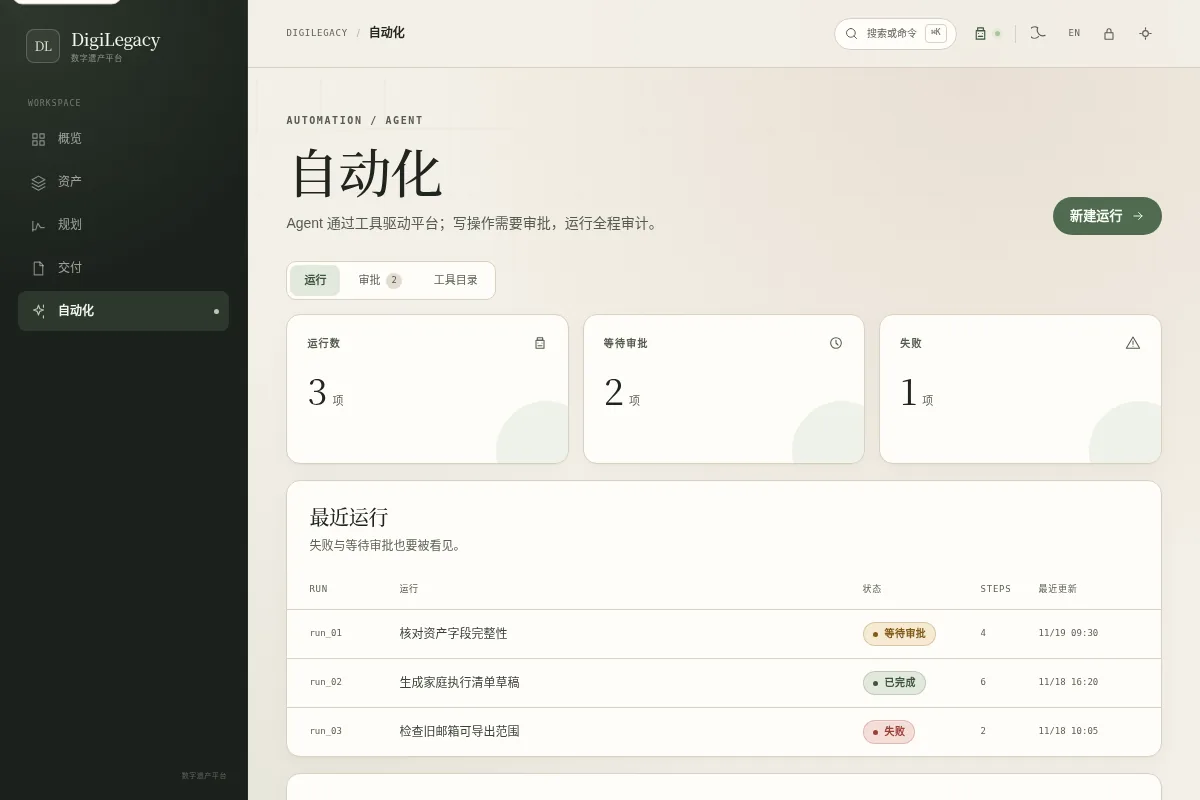 DL
DigiLegacy
数字遗产平台
WORKSPACE
概览
资产
规划
交付
自动化
数字遗产平台
DIGILEGACY / 自动化
搜索或命令 ⌘K
EN
AUTOMATION / AGENT
自动化
Agent 通过工具驱动平台；写操作需要审批，运行全程审计。
新建运行 →
运行 审批 2 工具目录
运行数
3 项
等待审批
2 项
失败
1 项
最近运行
失败与等待审批也要被看见。
RUN 运行 状态 STEPS 最近更新
run_01 核对资产字段完整性 等待审批 4 11/19 09:30
run_02 生成家庭执行清单草稿 已完成 6 11/18 16:20
run_03 检查旧邮箱可导出范围 失败 2 11/18 10:05